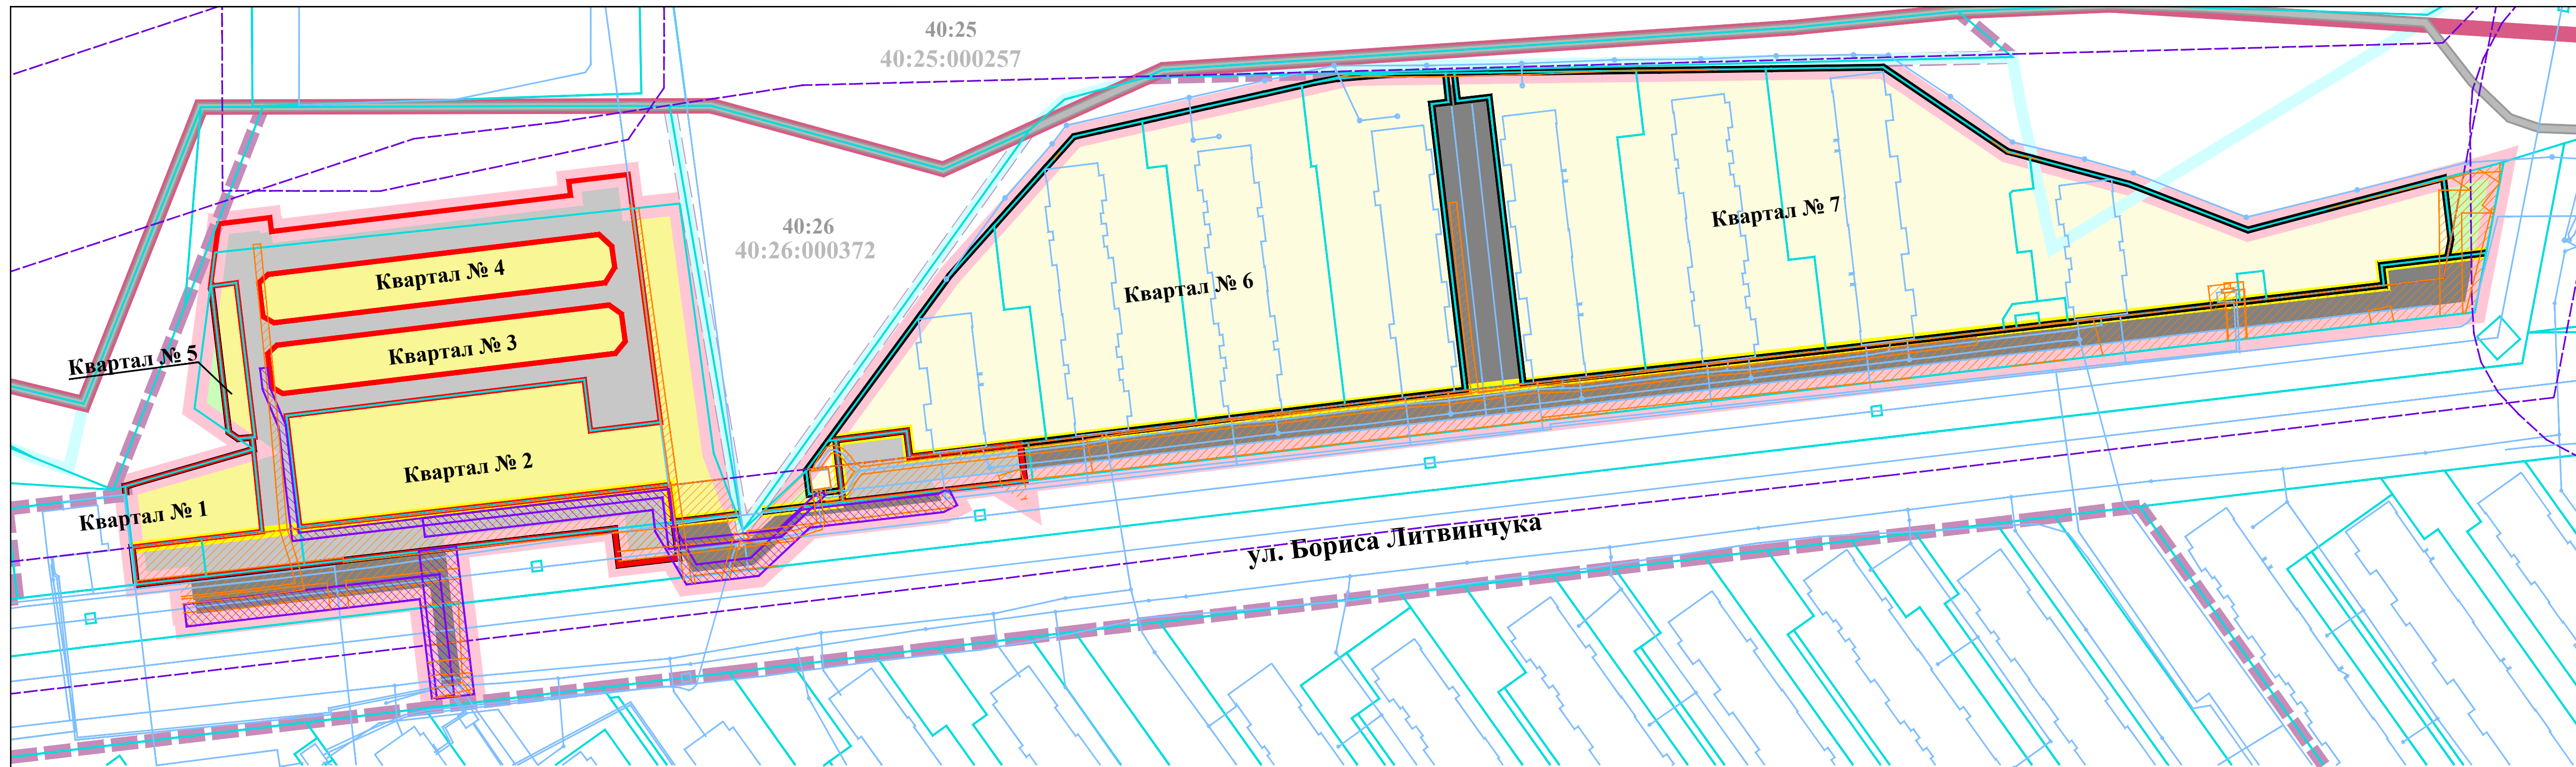 40:25
40:25:000257
40:26
40:26:000372
Квартал № 7
Квартал № 4
Квартал № 6
Квартал № 3
Квартал № 5
Квартал № 2
Квартал № 1
ул. Бориса Литвинчука